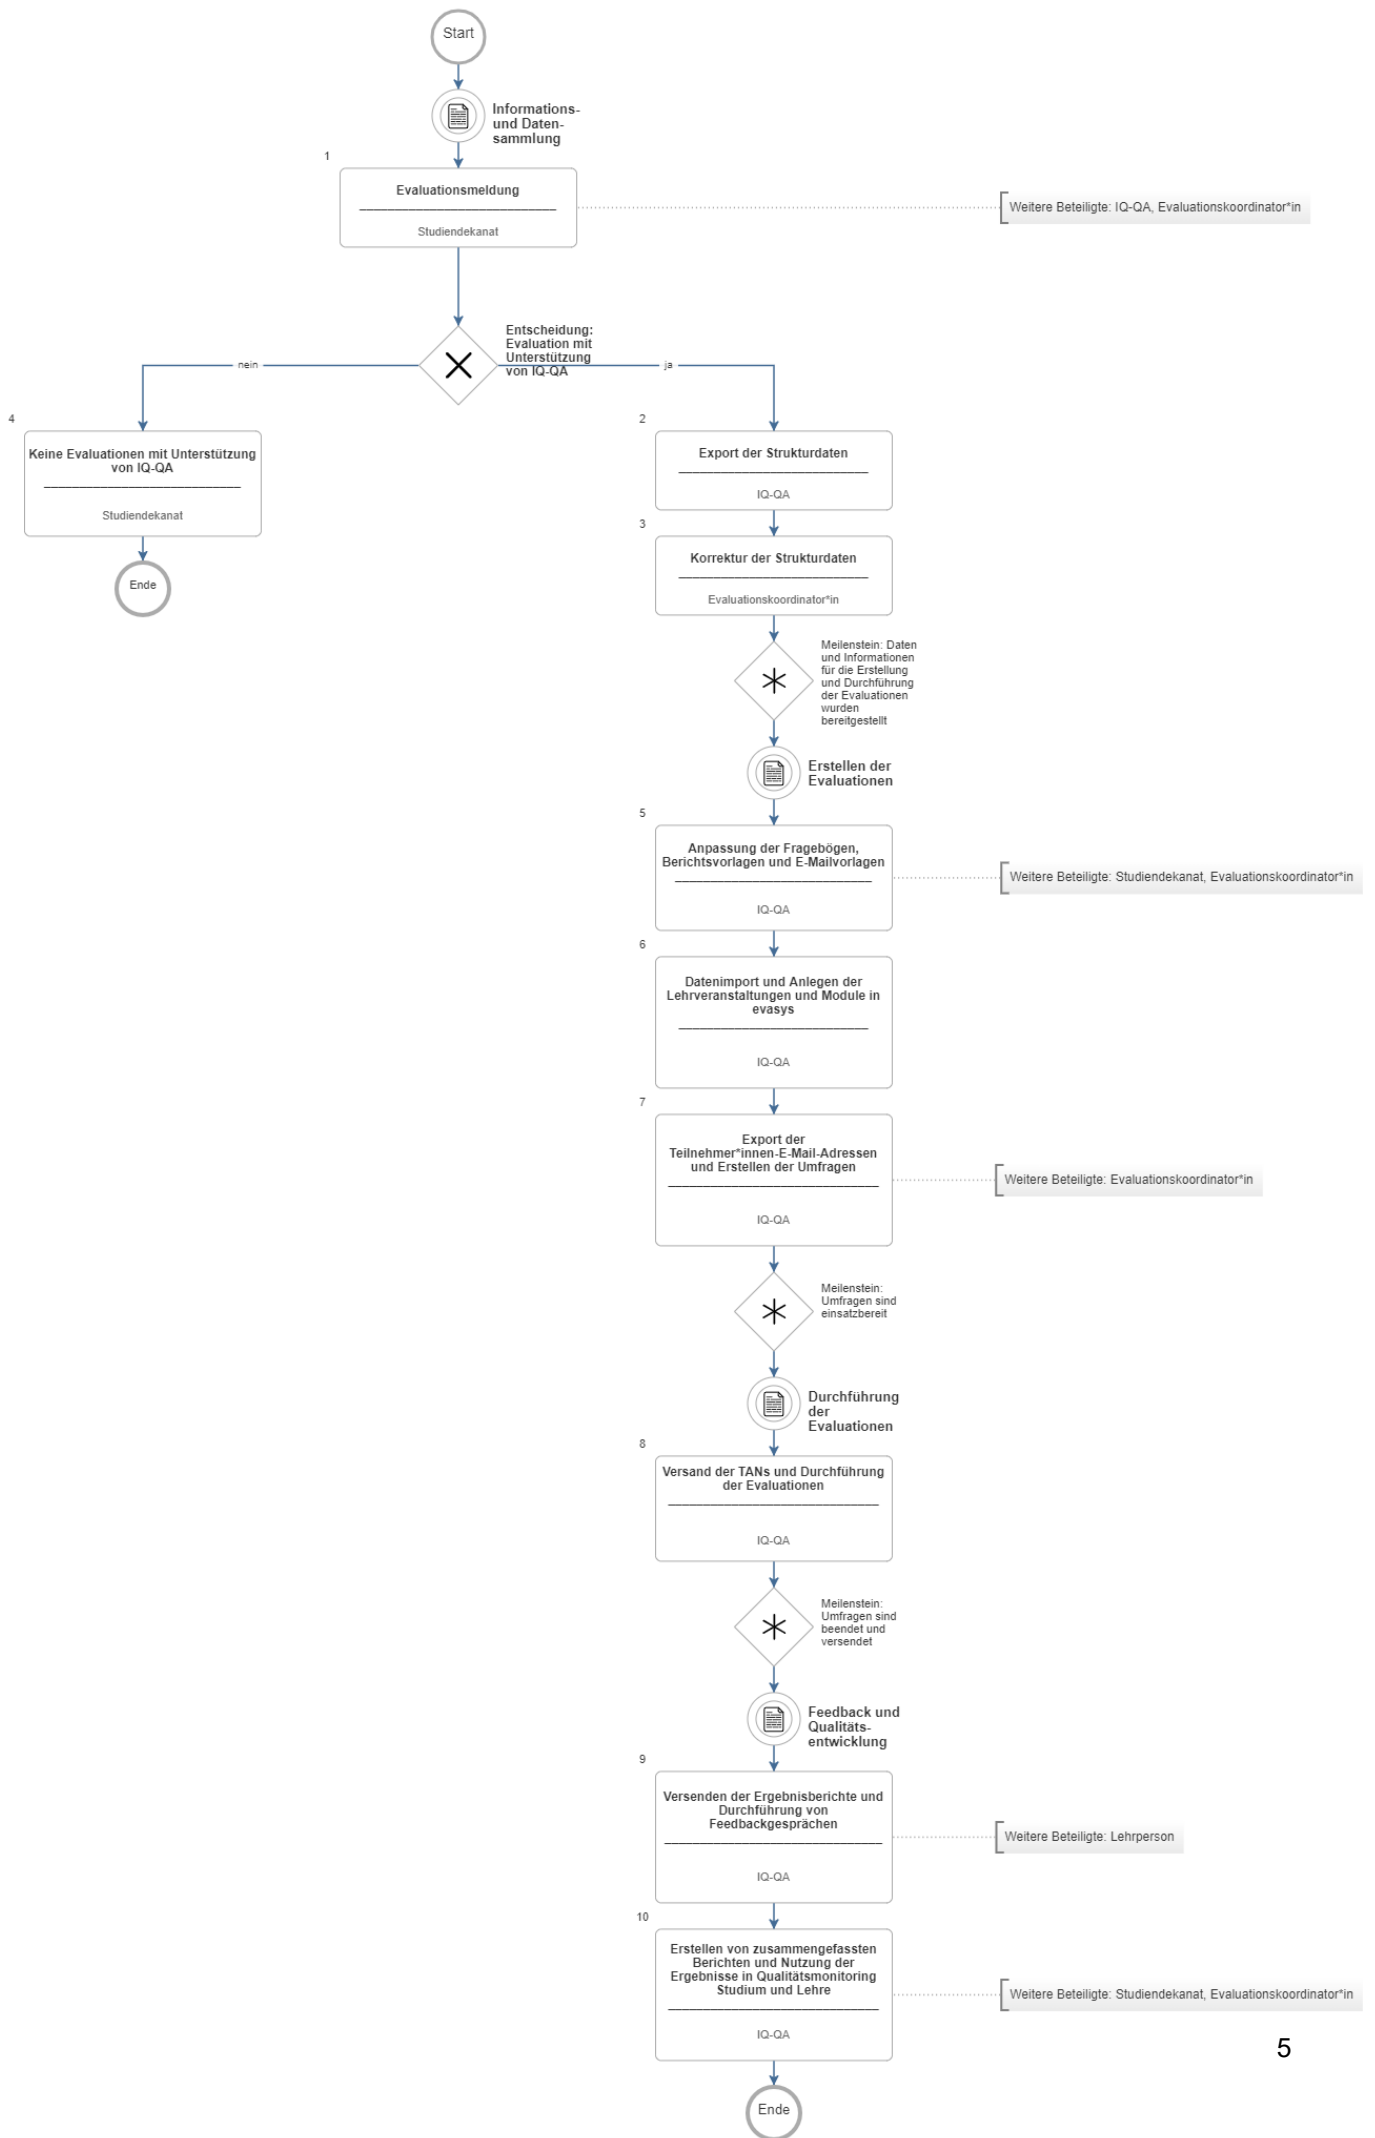 Start
Informations-
und Daten-
sammlung
1
Evaluationsmeldung
Studiendekanat
Weitere Beteiligte: IQ-QA, Evaluationskoordinator*in
Entscheidung:
Evaluation mit
Unterstützung
von IQ-QA
nein
ja
4
Keine Evaluationen mit Unterstützung
von IQ-QA
Studiendekanat
Ende
2
Export der Strukturdaten
IQ-QA
3
Korrektur der Strukturdaten
Evaluationskoordinator*in
Meilenstein: Daten
und Informationen
für die Erstellung
und Durchführung
der Evaluationen
wurden
bereitgestellt
Erstellen der
Evaluationen
5
Anpassung der Fragebögen,
Berichtsvorlagen und E-Mailvorlagen
IQ-QA
Weitere Beteiligte: Studiendekanat, Evaluationskoordinator*in
6
Datenimport und Anlegen der
Lehrveranstaltungen und Module in
evasys
IQ-QA
7
Export der
Teilnehmer*innen-E-Mail-Adressen
und Erstellen der Umfragen
IQ-QA
Weitere Beteiligte: Evaluationskoordinator*in
Meilenstein:
Umfragen sind
einsatzbereit
Durchführung
der
Evaluationen
8
Versand der TANs und Durchführung
der Evaluationen
IQ-QA
Meilenstein:
Umfragen sind
beendet und
versendet
Feedback und
Qualitäts-
entwicklung
9
Versenden der Ergebnisberichte und
Durchführung von
Feedbackgesprächen
IQ-QA
Weitere Beteiligte: Lehrperson
10
Erstellen von zusammengefassten
Berichten und Nutzung der
Ergebnisse in Qualitätsmonitoring
Studium und Lehre
IQ-QA
Weitere Beteiligte: Studiendekanat, Evaluationskoordinator*in
5
Ende